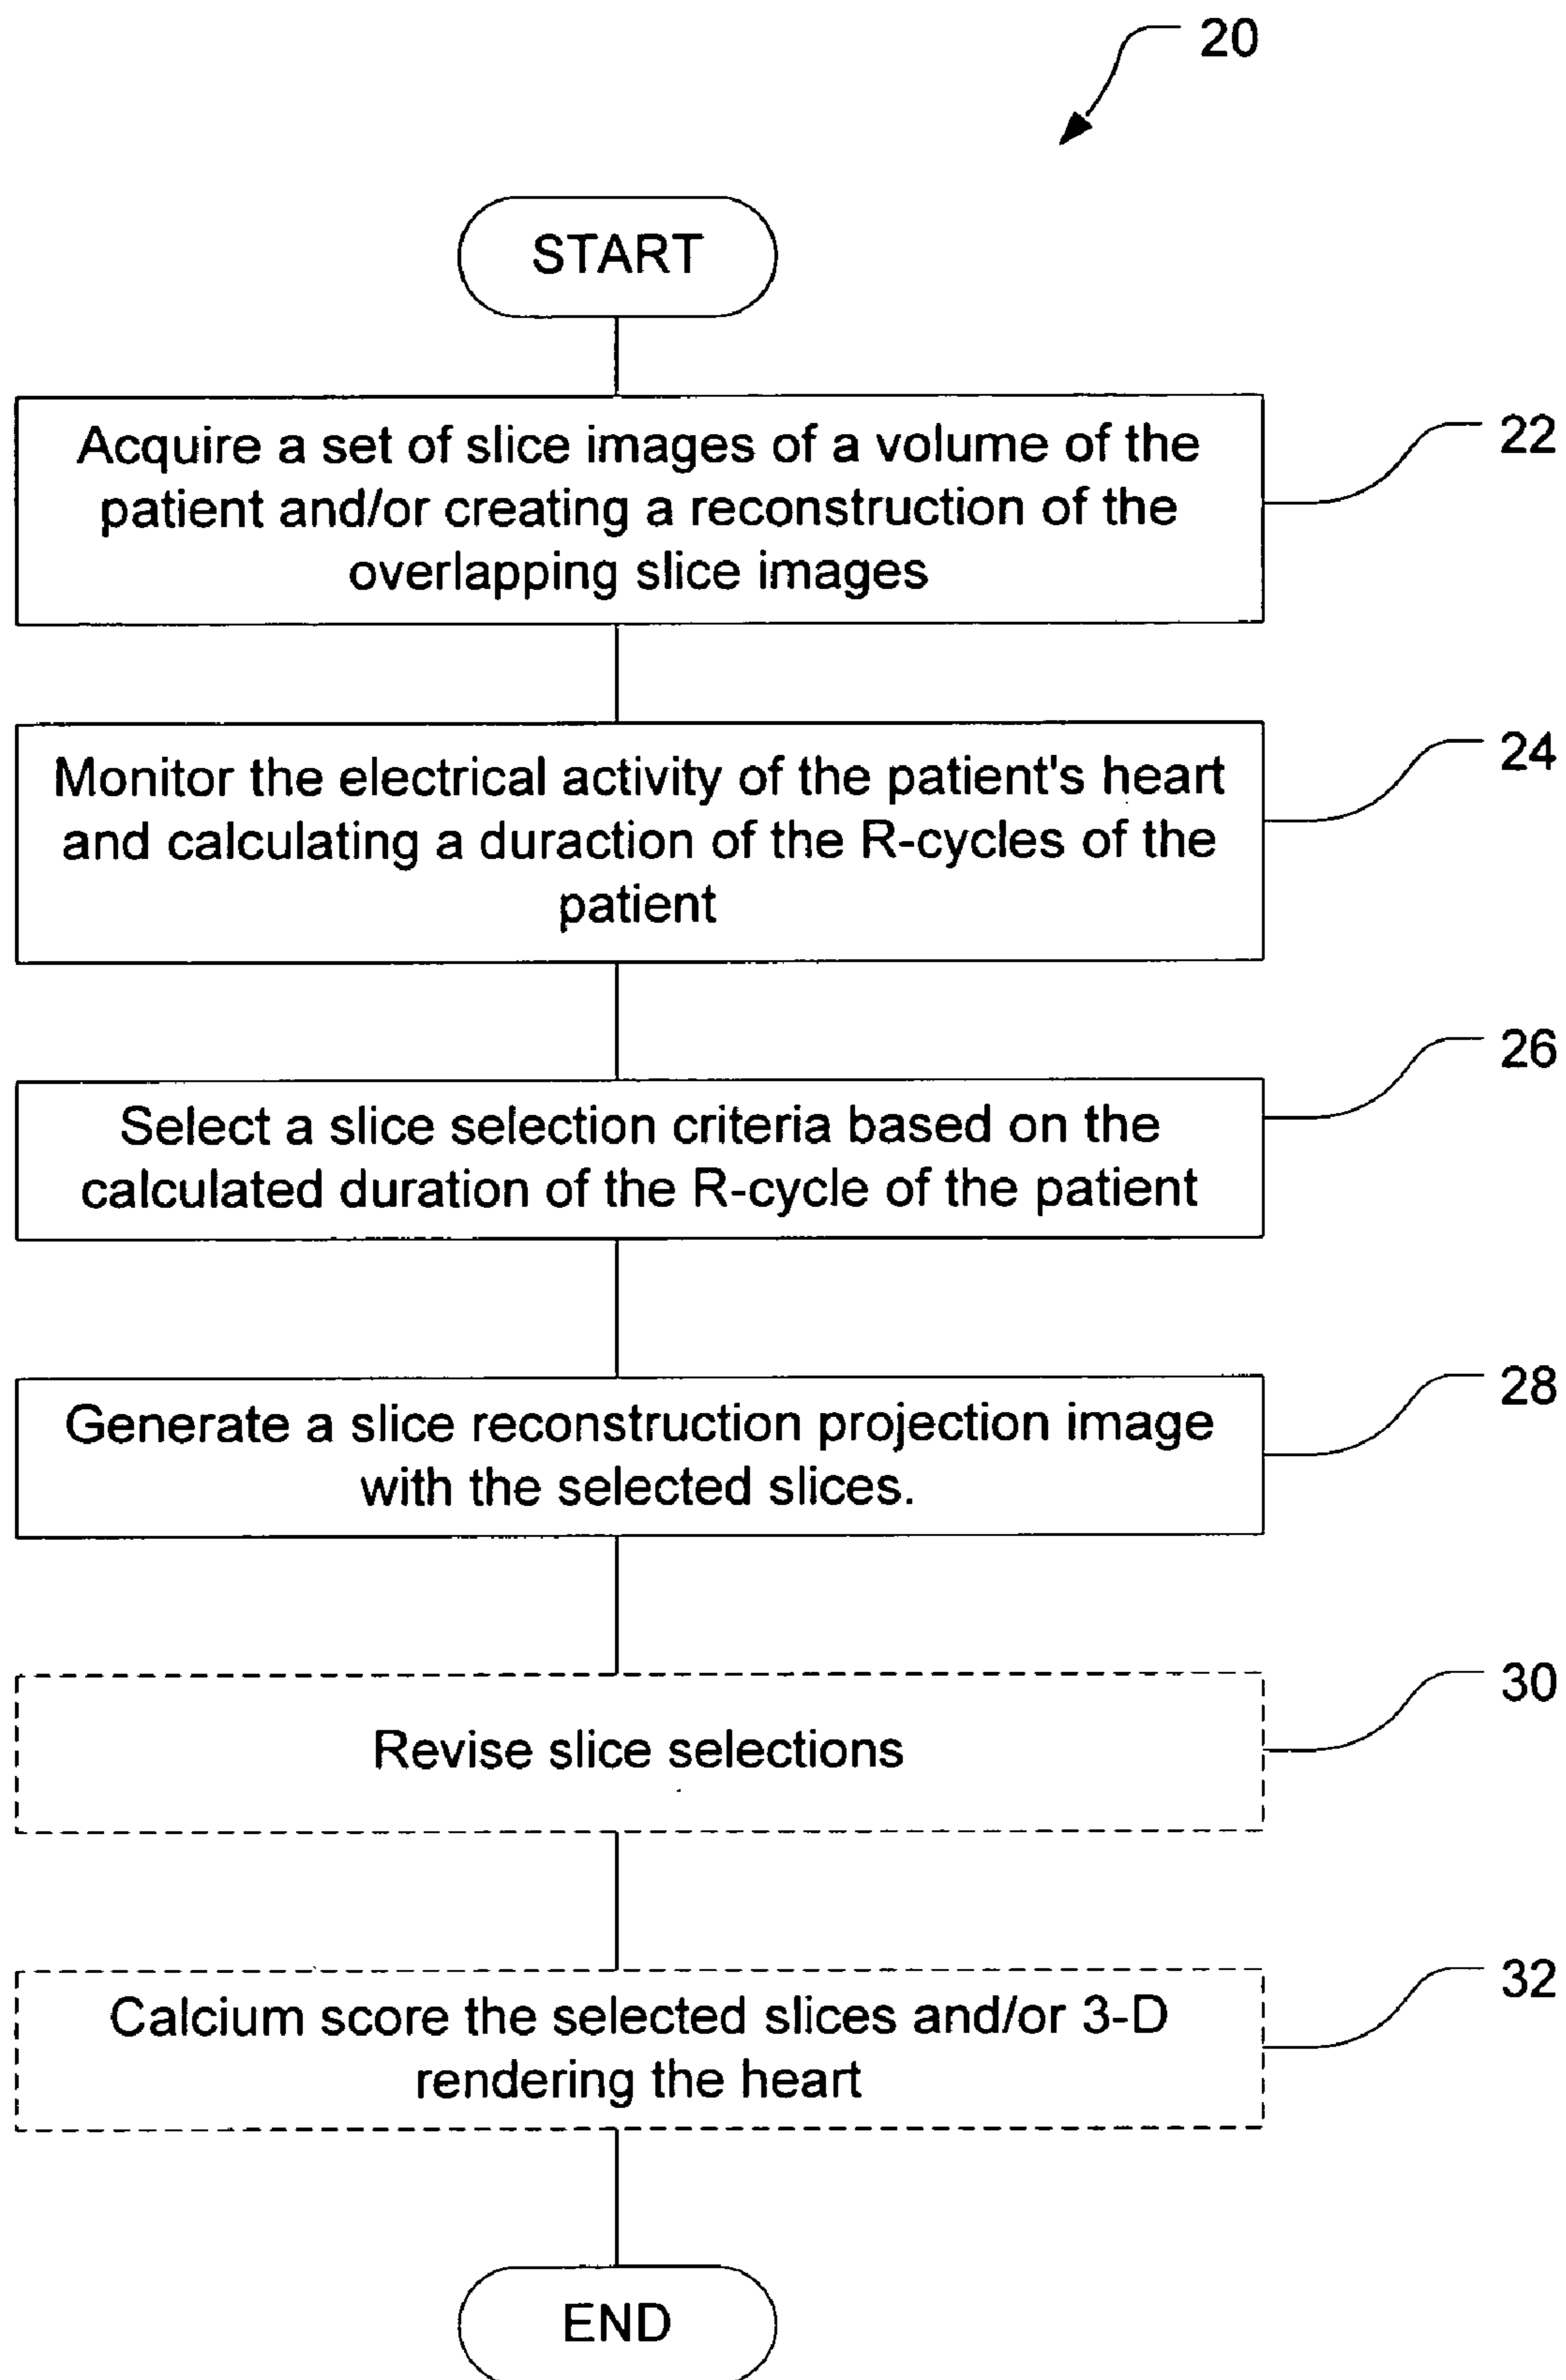 20
START
Acquire a set of slice images of a volume of the
patient and/or creating a reconstruction of the
overlapping slice images
22
Monitor the electrical activity of the patient's heart
and calculating a duraction of the R-cycles of the
patient
24
Select a slice selection criteria based on the
calculated duration of the R-cycle of the patient
26
Generate a slice reconstruction projection image
with the selected slices.
28
Revise slice selections
30
Calcium score the selected slices and/or 3-D
rendering the heart
32
END